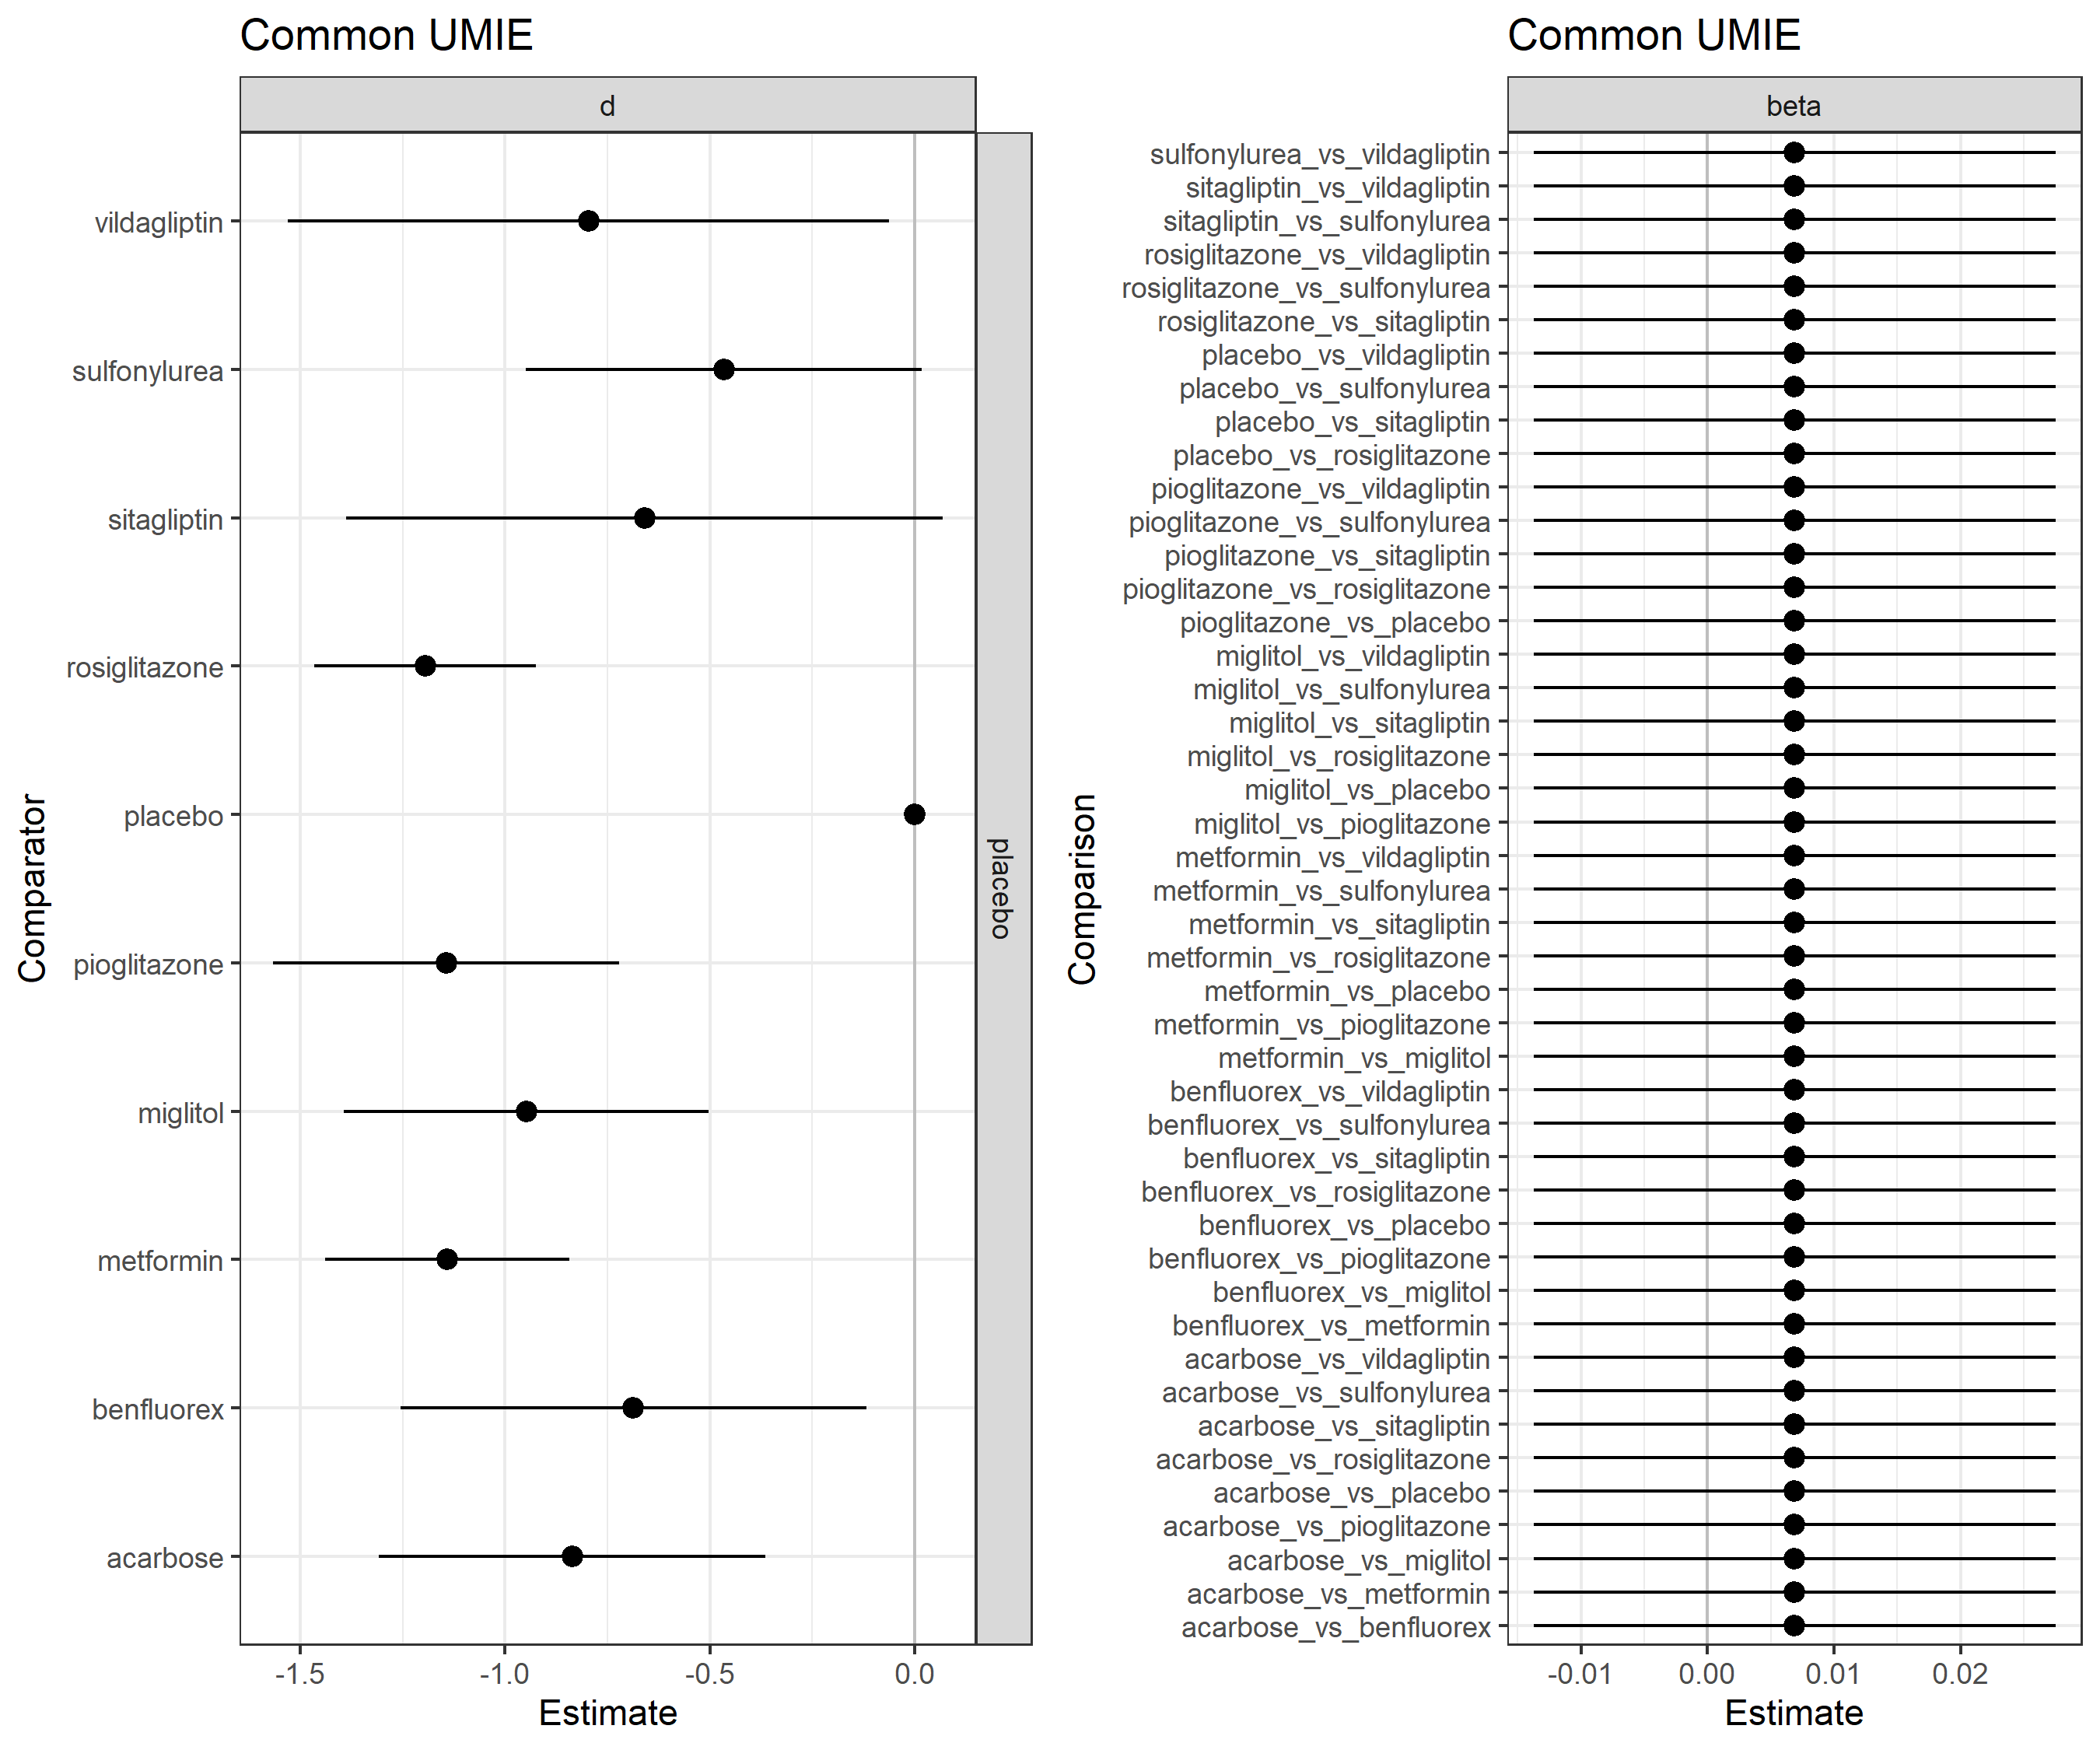 Common UMIE
d
Comparator
vildagliptin
sulfonylurea
sitagliptin
rosiglitazone
placebo
pioglitazone
miglitol
metformin
benfluorex
acarbose
placebo
-1.5 -1.0 -0.5 0.0
Estimate
Common UMIE
beta
Comparison
sulfonylurea_vs_vildagliptin
sitagliptin_vs_vildagliptin
sitagliptin_vs_sulfonylurea
rosiglitazone_vs_vildagliptin
rosiglitazone_vs_sulfonylurea
rosiglitazone_vs_sitagliptin
placebo_vs_vildagliptin
placebo_vs_sulfonylurea
placebo_vs_sitagliptin
placebo_vs_rosiglitazone
pioglitazone_vs_vildagliptin
pioglitazone_vs_sulfonylurea
pioglitazone_vs_sitagliptin
pioglitazone_vs_rosiglitazone
pioglitazone_vs_placebo
miglitol_vs_vildagliptin
miglitol_vs_sulfonylurea
miglitol_vs_sitagliptin
miglitol_vs_rosiglitazone
miglitol_vs_placebo
miglitol_vs_pioglitazone
metformin_vs_vildagliptin
metformin_vs_sulfonylurea
metformin_vs_sitagliptin
metformin_vs_rosiglitazone
metformin_vs_placebo
metformin_vs_pioglitazone
metformin_vs_miglitol
benfluorex_vs_vildagliptin
benfluorex_vs_sulfonylurea
benfluorex_vs_sitagliptin
benfluorex_vs_rosiglitazone
benfluorex_vs_placebo
benfluorex_vs_pioglitazone
benfluorex_vs_miglitol
benfluorex_vs_metformin
acarbose_vs_vildagliptin
acarbose_vs_sulfonylurea
acarbose_vs_sitagliptin
acarbose_vs_rosiglitazone
acarbose_vs_placebo
acarbose_vs_pioglitazone
acarbose_vs_miglitol
acarbose_vs_metformin
acarbose_vs_benfluorex
-0.01 0.00 0.01 0.02
Estimate